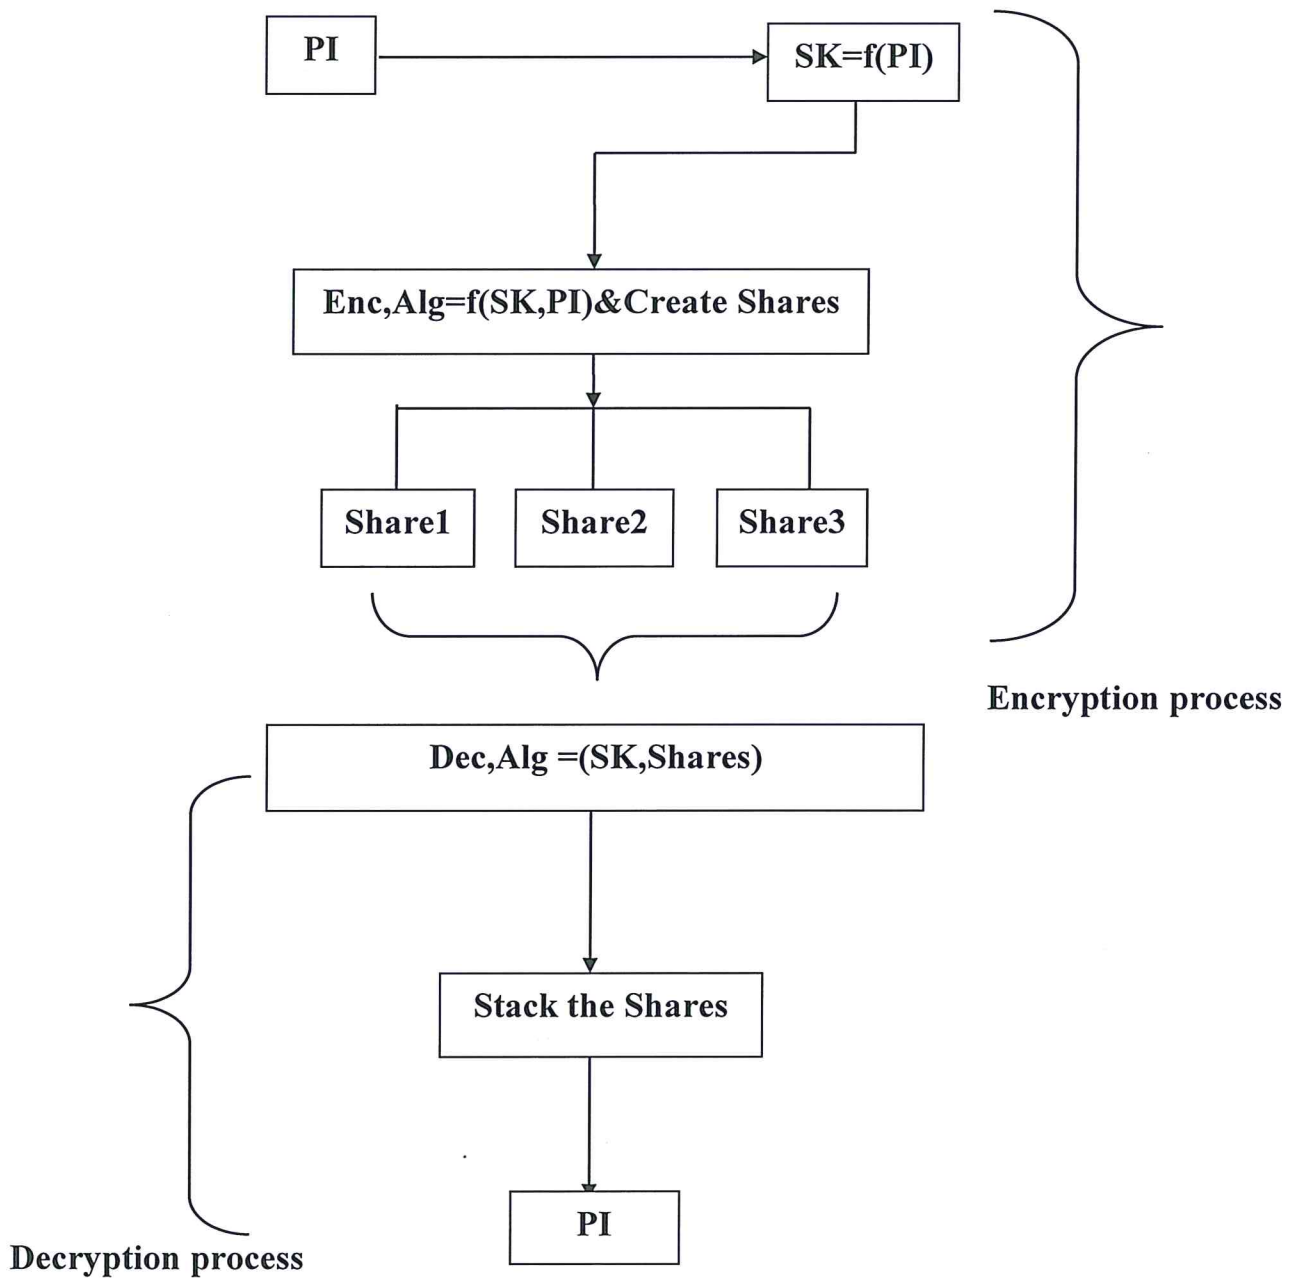 PI
SK=f(PI)
Enc,Alg=f(SK,PI)&Create Shares
Share1
Share2
Share3
Encryption process
Dec,Alg =(SK,Shares)
Stack the Shares
PI
Decryption process